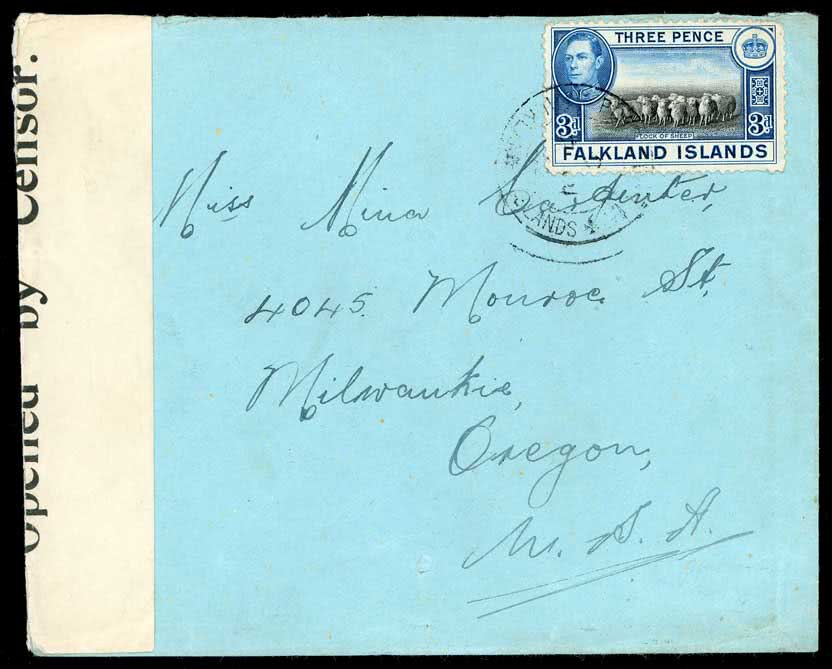 Opened by Censor.
THREE PENCE
3d 3d
FLOCK OF SHEEP
FALKLAND ISLANDS
ISLANDS
Miss Mina Carpenter,
4045. Monroe St,
Milwaukie,
Oregon,
U. S. A.